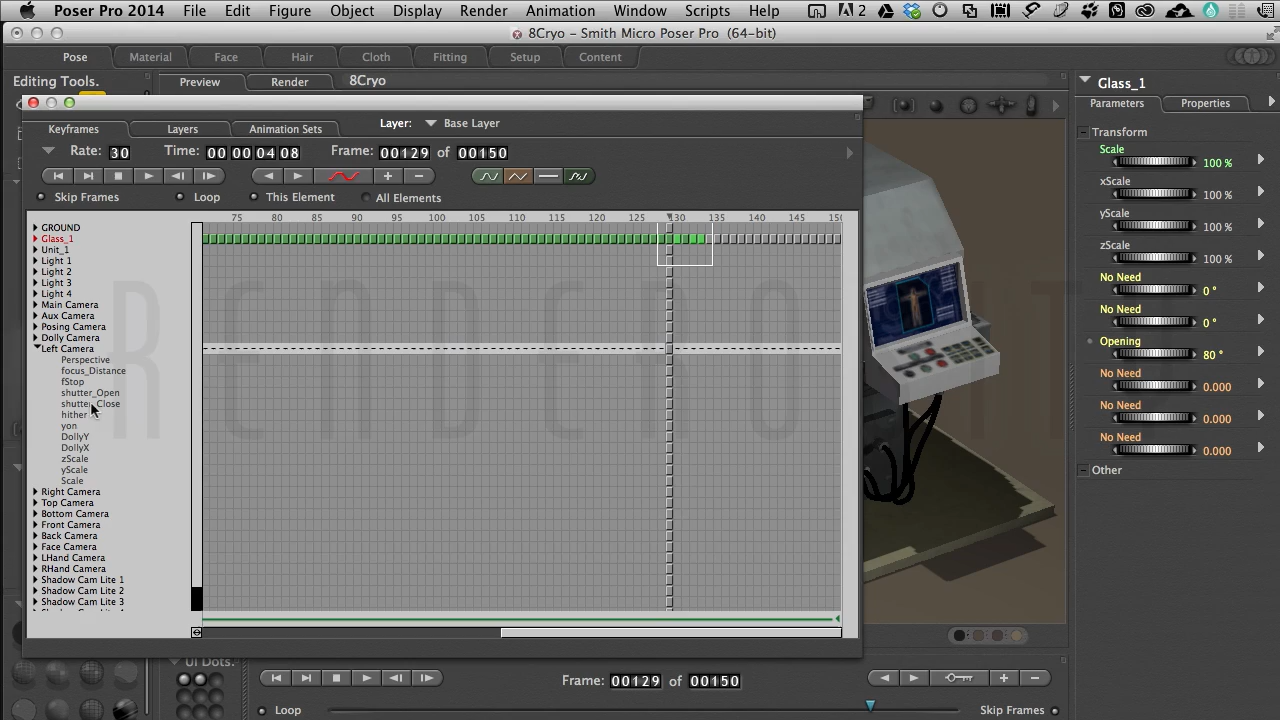 Poser Pro 2014 File Edit Figure Object Display Render Animation Window Scripts Help 2
8Cryo – Smith Micro Poser Pro (64-bit)
Pose Material Face Hair Cloth Fitting Setup Content
Editing Tools. Preview Render 8Cryo
Glass_1
Parameters Properties
Keyframes Layers Animation Sets Layer: Base Layer
Rate: 30 Time: 00 00 04 08 Frame: 00129 of 00150
Skip Frames Loop This Element All Elements
75 80 85 90 95 100 105 110 115 120 125 130 135 140 145
GROUND
Glass_1
Unit_1
Light 1
Light 2
Light 3
Light 4
Main Camera
Aux Camera
Posing Camera
Dolly Camera
Left Camera
Perspective
focus_Distance
fStop
shutter_Open
shutter_Close
hither
yon
DollyY
DollyX
zScale
yScale
Scale
Right Camera
Top Camera
Bottom Camera
Front Camera
Back Camera
Face Camera
LHand Camera
RHand Camera
Shadow Cam Lite 1
Shadow Cam Lite 2
Shadow Cam Lite 3
Transform
Scale
100 %
xScale
100 %
yScale
100 %
zScale
100 %
No Need
0 °
No Need
0 °
Opening
80 °
No Need
0.000
No Need
0.000
No Need
0.000
Other
UI Dots.
Frame: 00129 of 00150
Loop Skip Frames